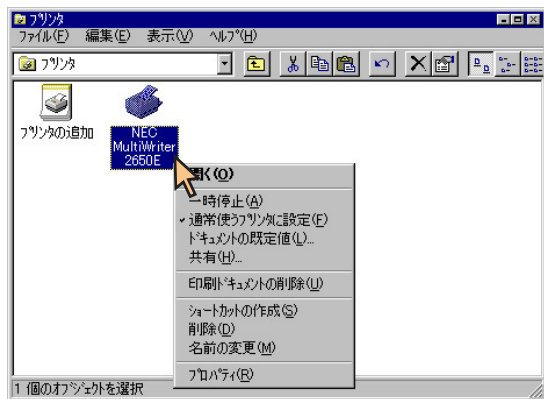 プリンタ
ファイル(F) 編集(E) 表示(V) ヘルプ(H)
プリンタ
プリンタの追加
NEC
MultiWriter
2650E
開く(O)
一時停止(A)
通常使うプリンタに設定(F)
ドキュメントの既定値(L)...
共有(H)...
印刷ドキュメントの削除(U)
ショートカットの作成(S)
削除(D)
名前の変更(M)
プロパティ(R)
1 個のオブジェクトを選択